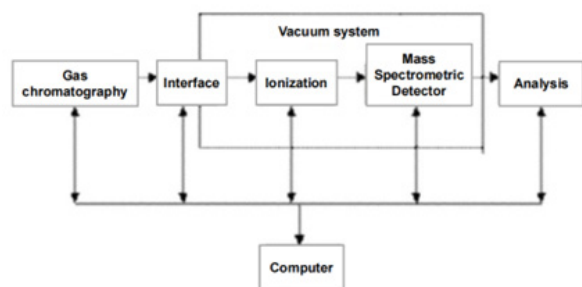 Vacuum system
Gas
chromatography
Interface
Ionization
Mass
Spectrometric
Detector
Analysis
Computer